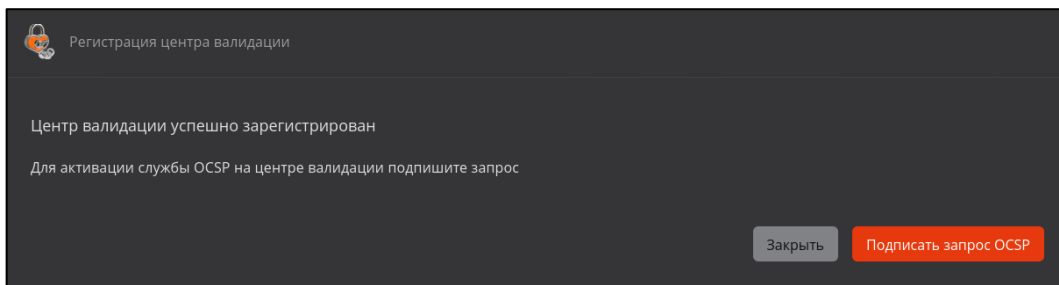 Регистрация центра валидации
Центр валидации успешно зарегистрирован
Для активации службы OCSP на центре валидации подпишите запрос
Закрыть
Подписать запрос OCSP